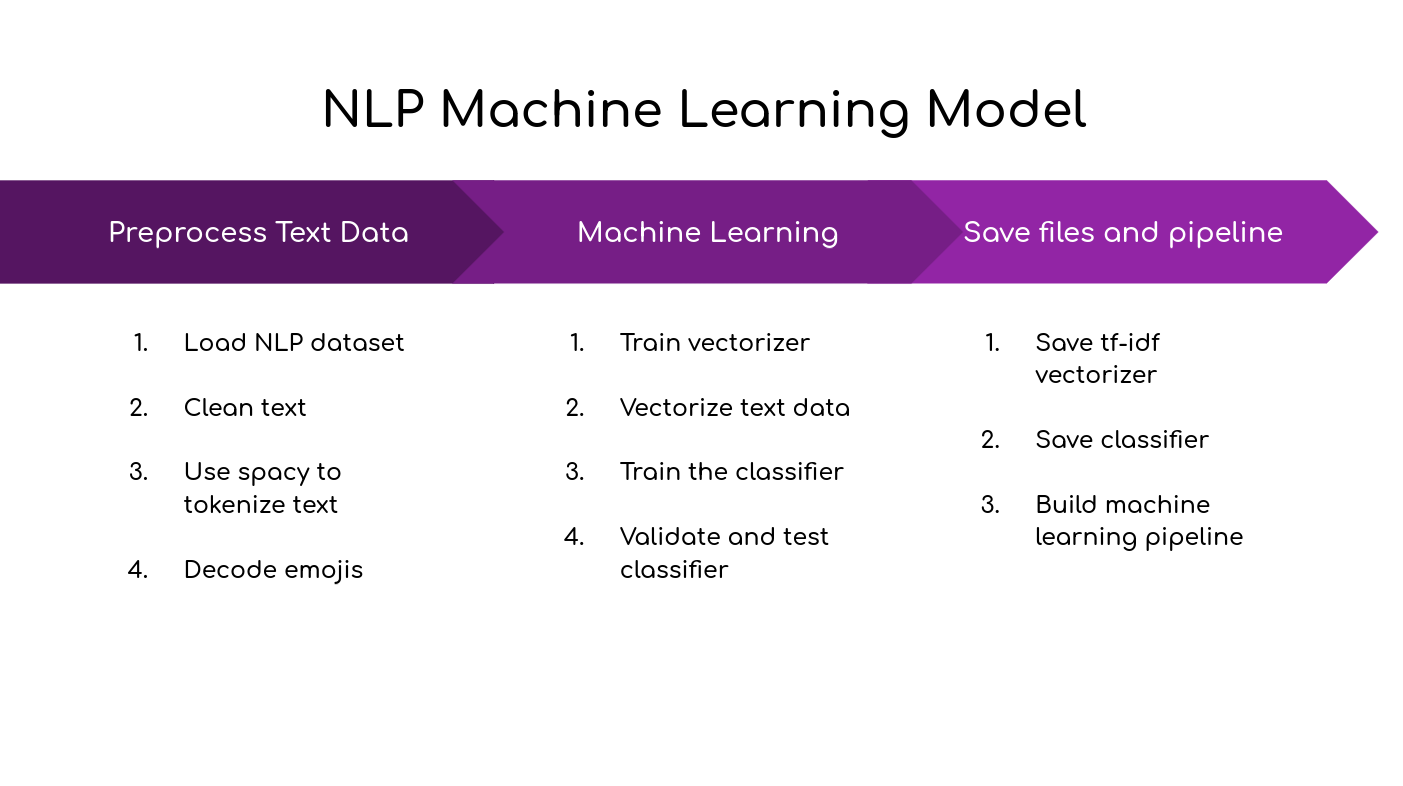 NLP Machine Learning Model
Preprocess Text Data
Machine Learning
Save files and pipeline
1. Load NLP dataset
2. Clean text
3. Use spacy to
tokenize text
4. Decode emojis
1. Train vectorizer
2. Vectorize text data
3. Train the classifier
4. Validate and test
classifier
1. Save tf-idf
vectorizer
2. Save classifier
3. Build machine
learning pipeline